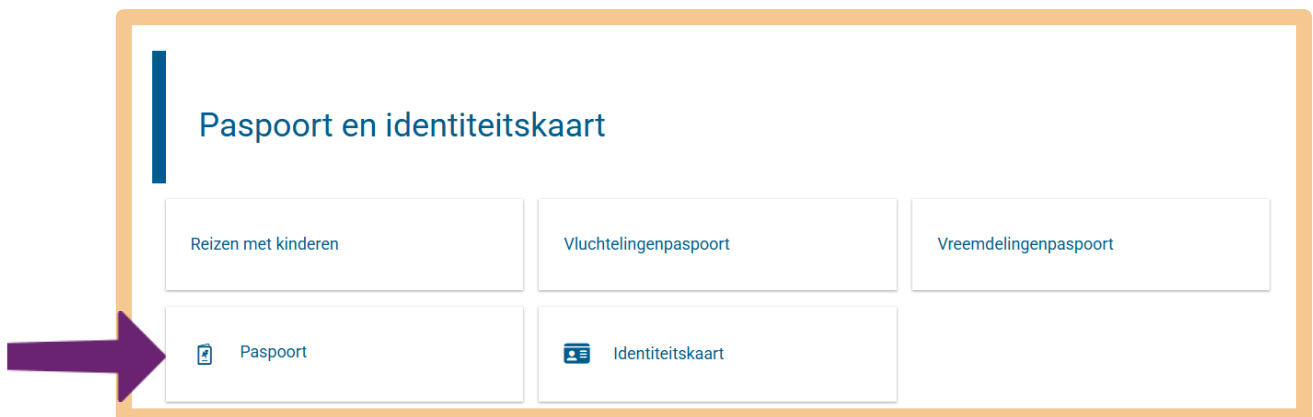 Paspoort en identiteitskaart
Reizen met kinderen
Vluchtelingenpaspoort
Vreemdelingenpaspoort
Paspoort
Identiteitskaart